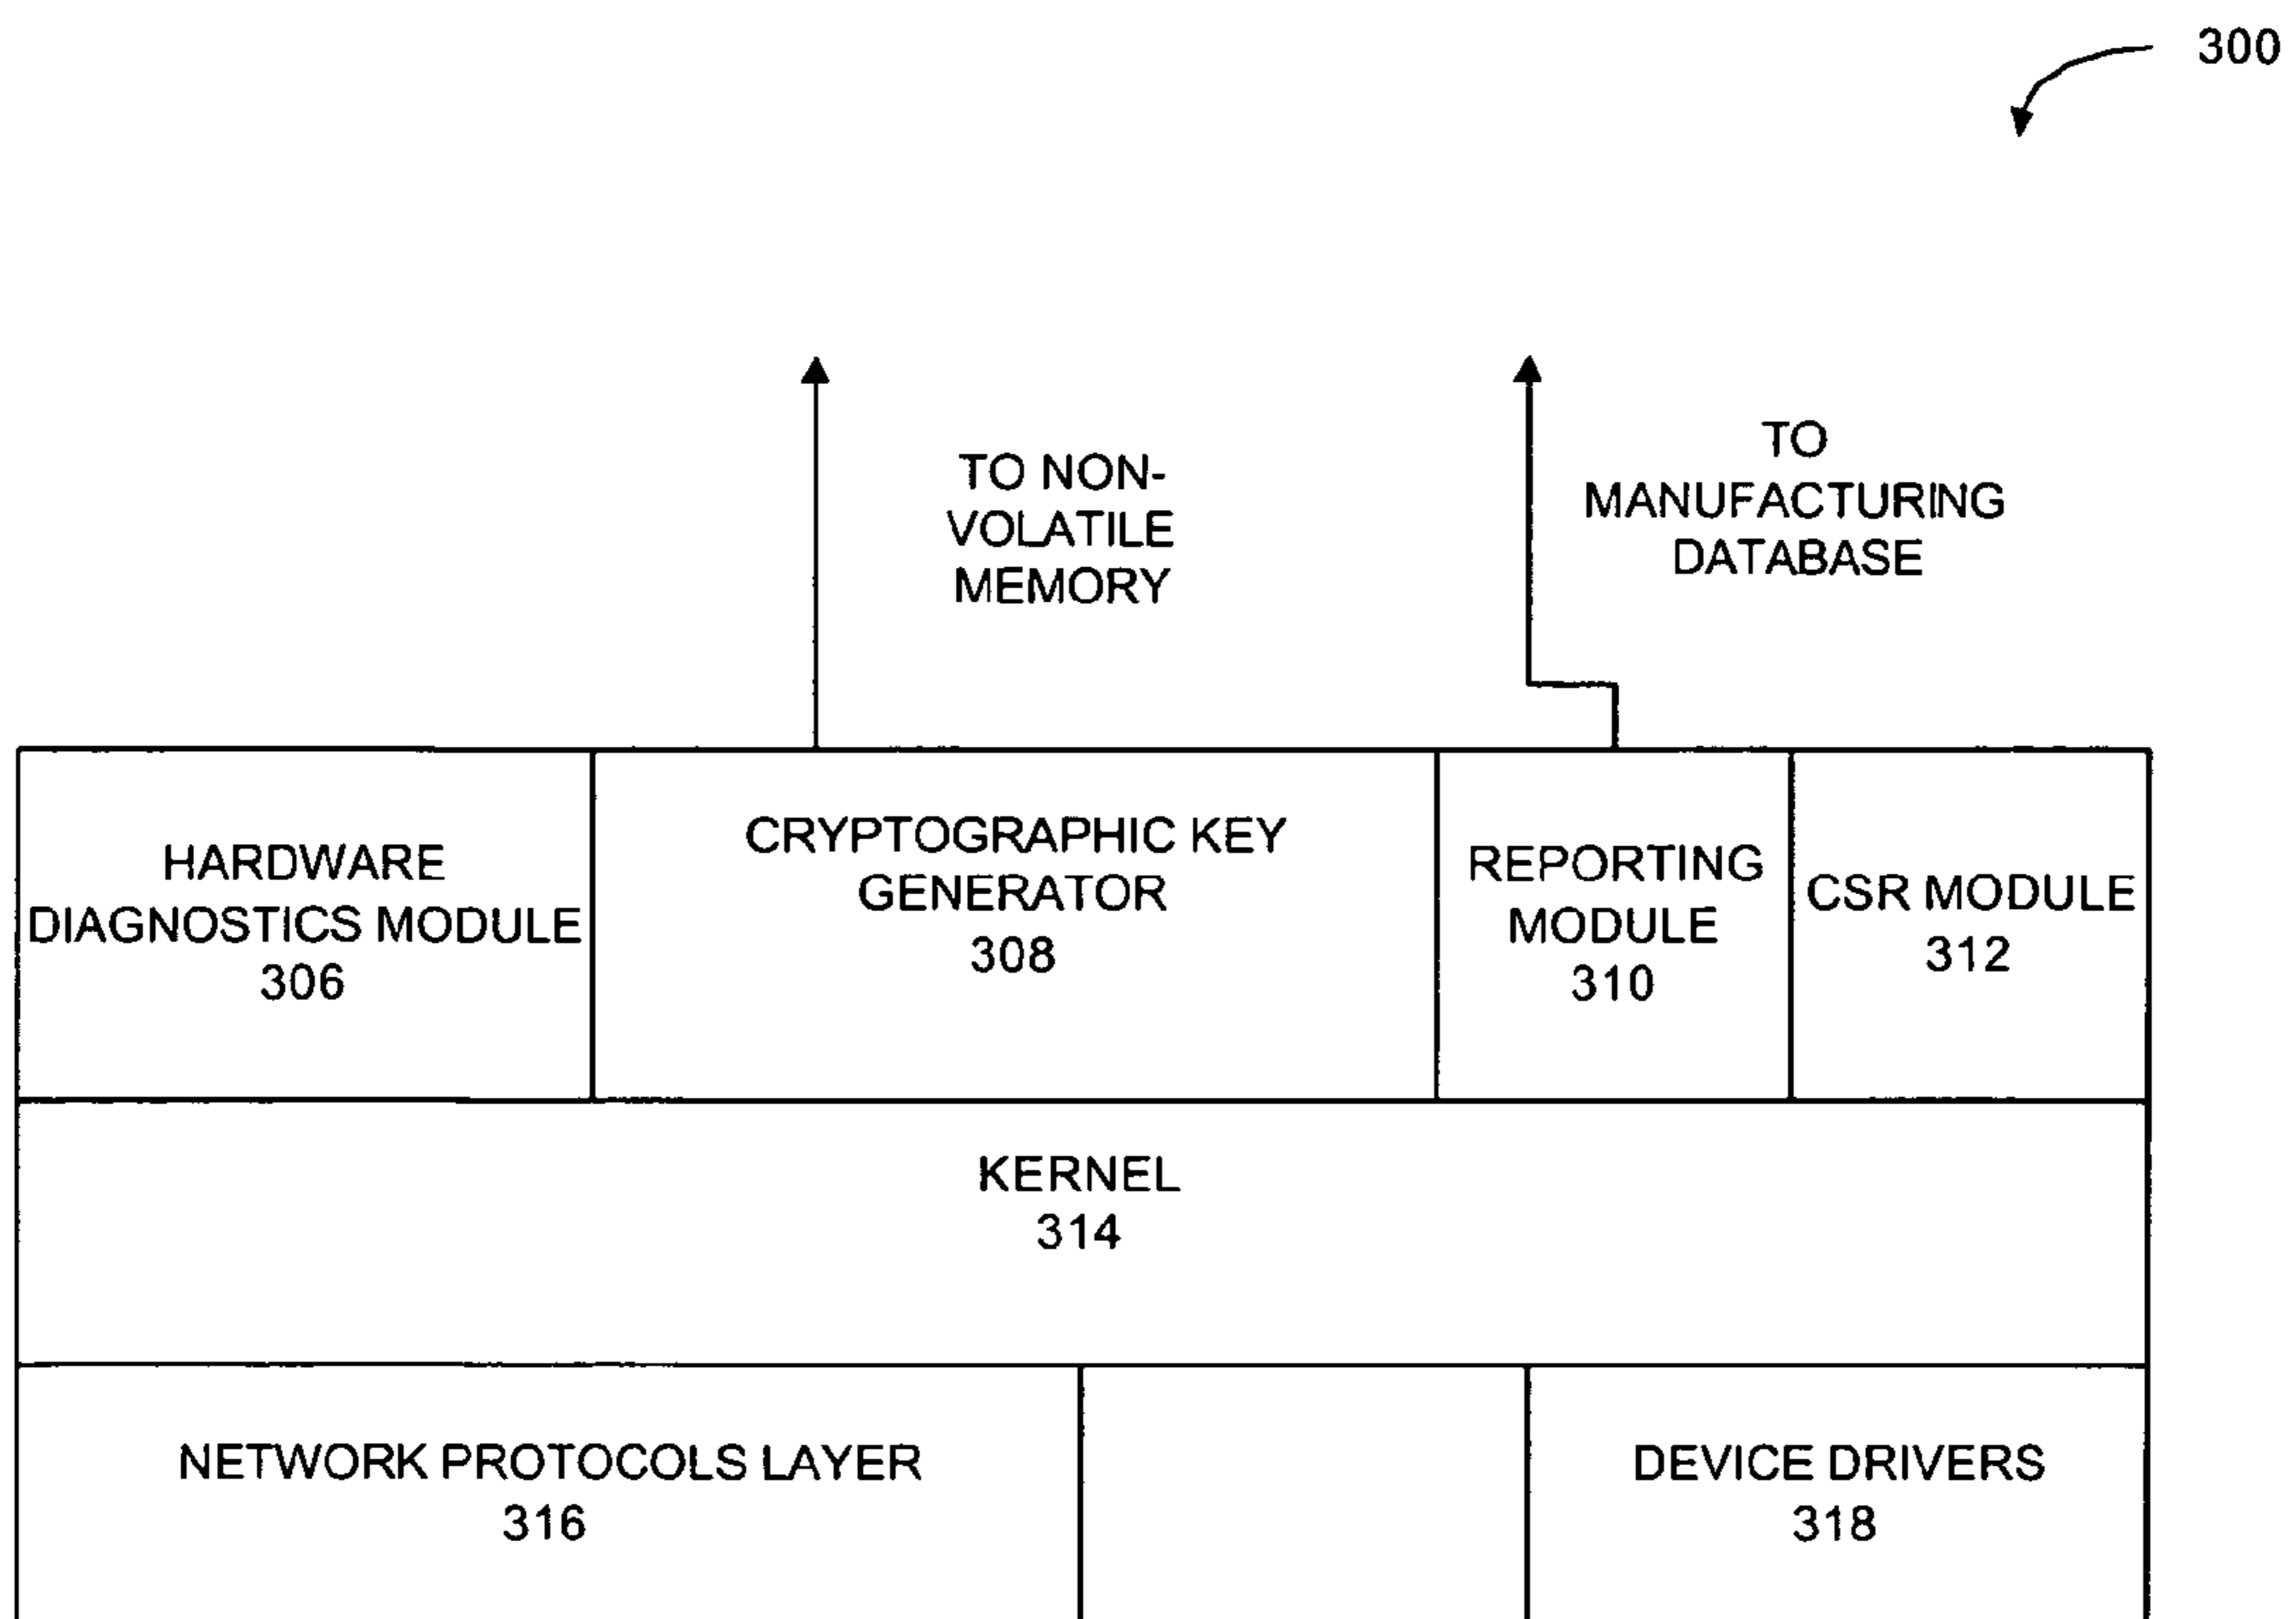 300
TO NON-
VOLATILE
MEMORY
TO
MANUFACTURING
DATABASE
HARDWARE
DIAGNOSTICS MODULE
306
CRYPTOGRAPHIC KEY
GENERATOR
308
REPORTING
MODULE
310
CSR MODULE
312
KERNEL
314
NETWORK PROTOCOLS LAYER
316
DEVICE DRIVERS
318